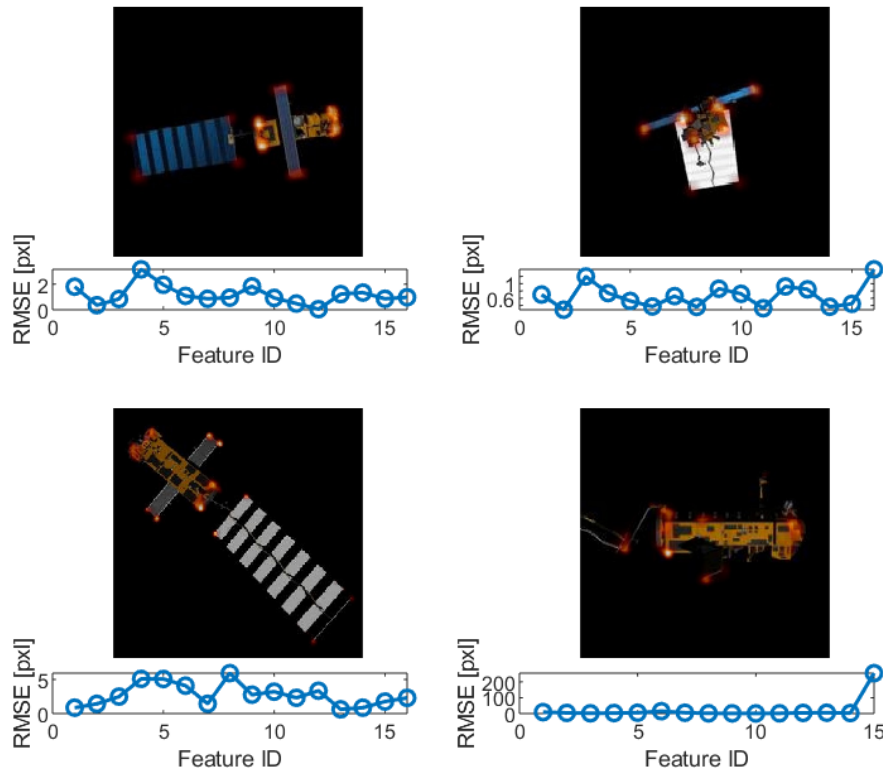 RMSE [pxl]
2
0
0 5 10 15
Feature ID
RMSE [pxl]
1
0.6
0 5 10 15
Feature ID
RMSE [pxl]
5
0
0 5 10 15
Feature ID
RMSE [pxl]
200
100
0
0 5 10 15
Feature ID